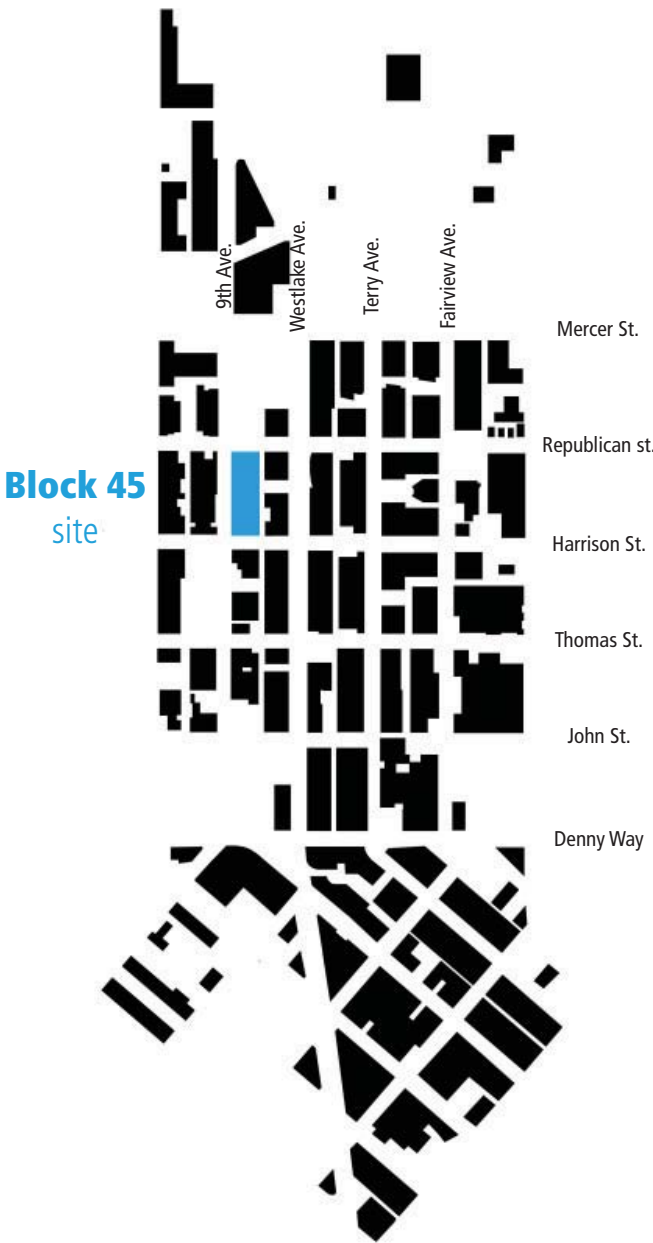 9th Ave.
Westlake Ave.
Terry Ave.
Fairview Ave.
Mercer St.
Republican st.
Block 45
site
Harrison St.
Thomas St.
John St.
Denny Way